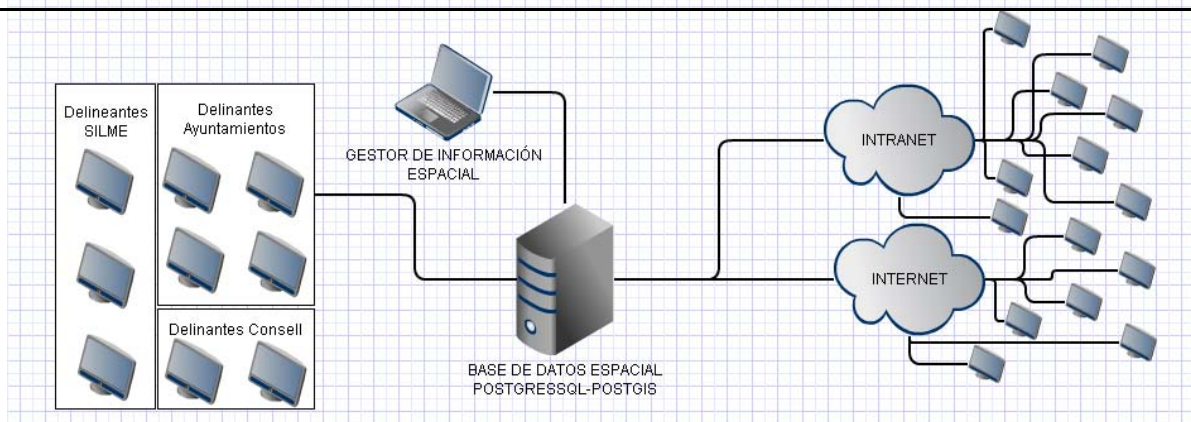 Delineantes
SILME
Delinantes
Ayuntamientos
Delinantes Consell
GESTOR DE INFORMACIÓN
ESPACIAL
BASE DE DATOS ESPACIAL
POSTGRESSQL-POSTGIS
INTRANET
INTERNET